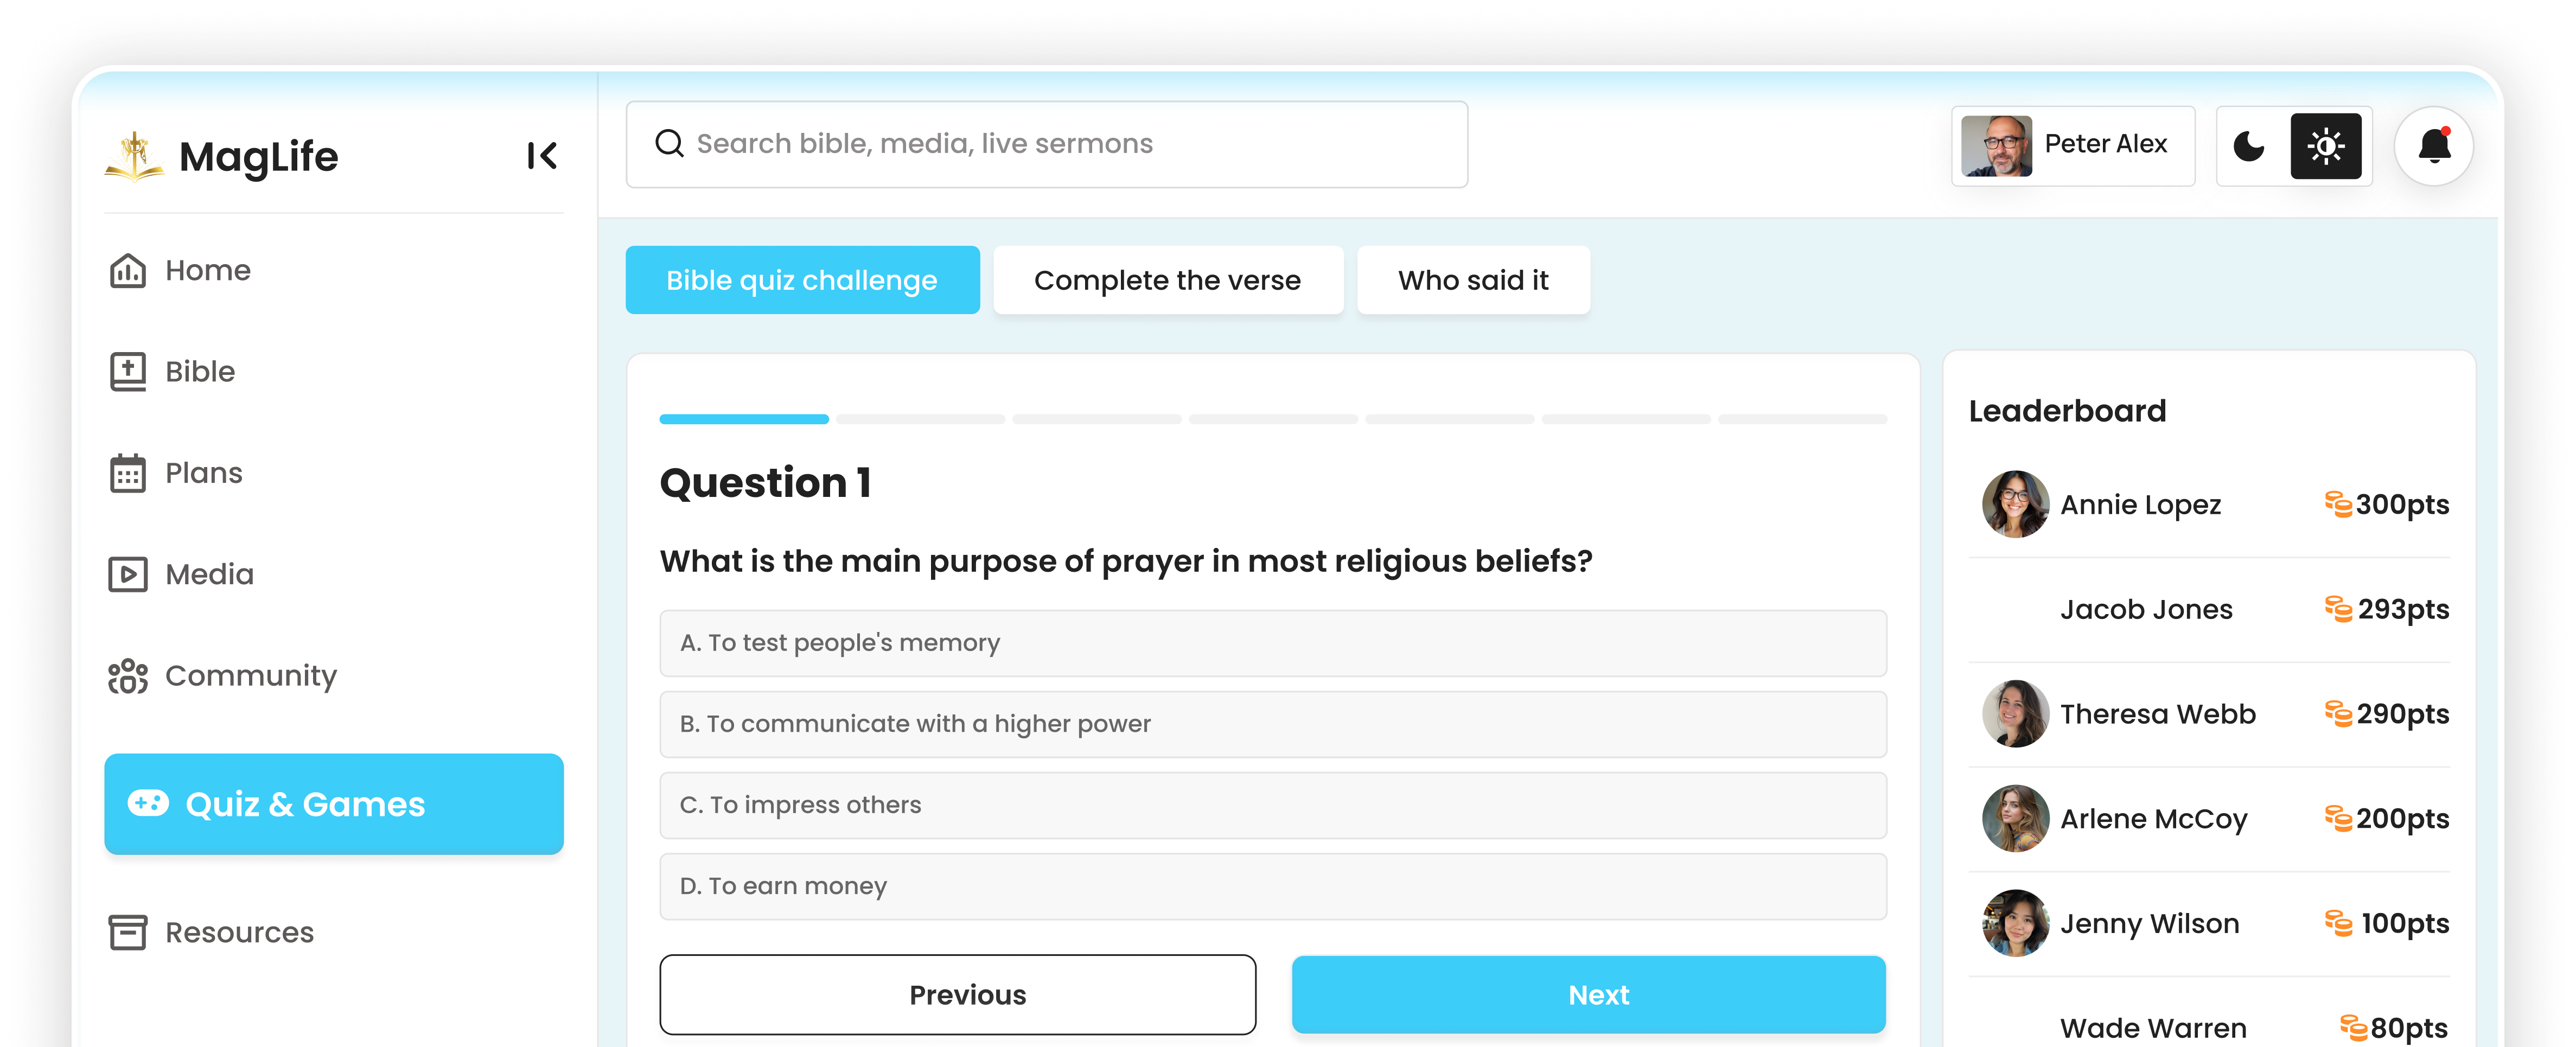 MagLife
Search bible, media, live sermons
Peter Alex
Home
Bible
Plans
Media
Community
Quiz & Games
Resources
Bible quiz challenge
Complete the verse
Who said it
Question 1
What is the main purpose of prayer in most religious beliefs?
A. To test people's memory
B. To communicate with a higher power
C. To impress others
D. To earn money
Previous
Next
Leaderboard
Annie Lopez 300pts
Jacob Jones 293pts
Theresa Webb 290pts
Arlene McCoy 200pts
Jenny Wilson 100pts
Wade Warren 80pts